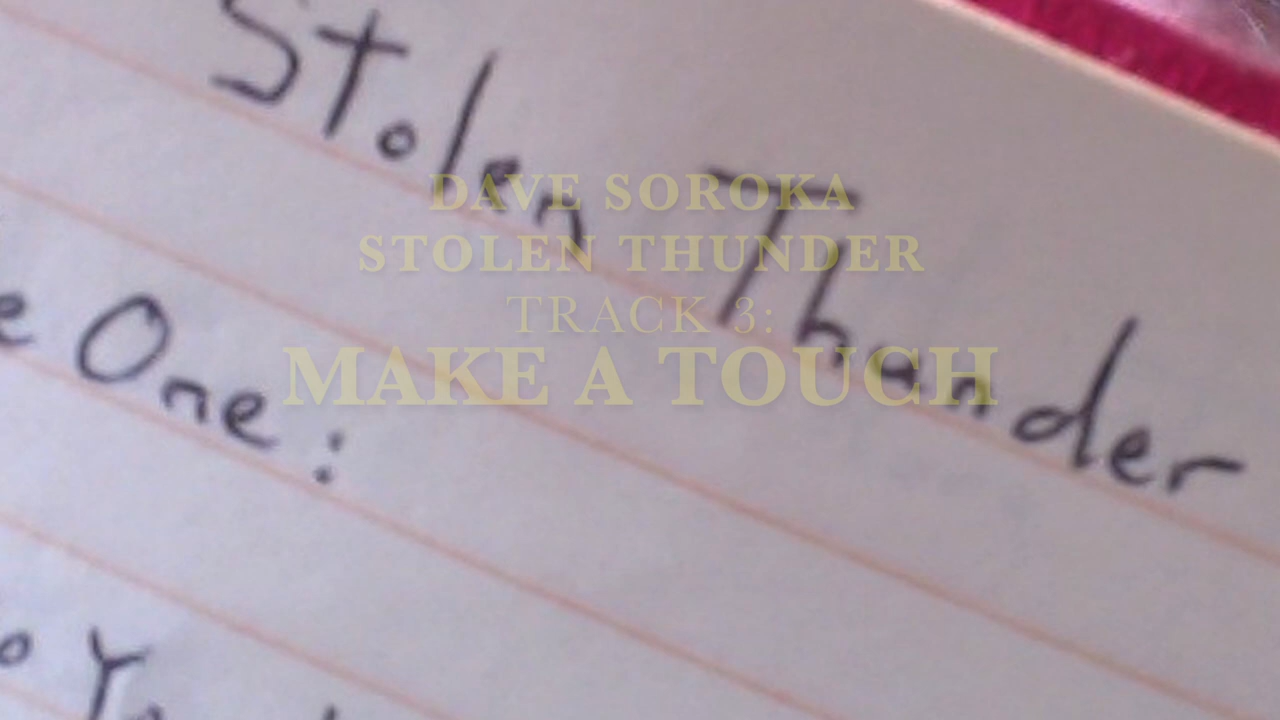 Stolen Thunder
DAVE SOROKA
STOLEN THUNDER
TRACK 3:
MAKE A TOUCH
One: